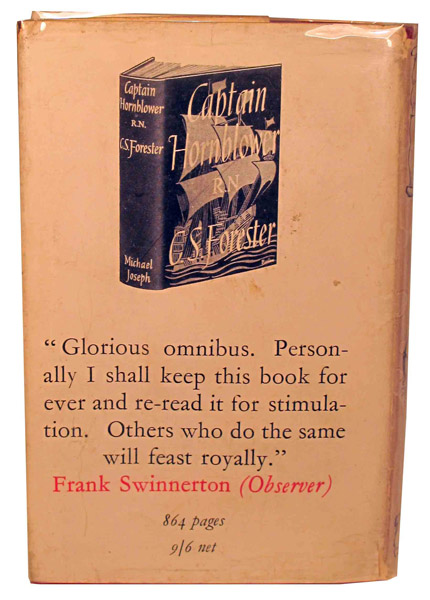 Captain
Hornblower
R.N.
C.S. Forester
Michael
Joseph
Captain
Hornblower
R N
C.S. Forester
“Glorious omnibus. Person-
ally I shall keep this book for
ever and re-read it for stimula-
tion. Others who do the same
will feast royally.”
Frank Swinnerton (Observer)
864 pages
9/6 net